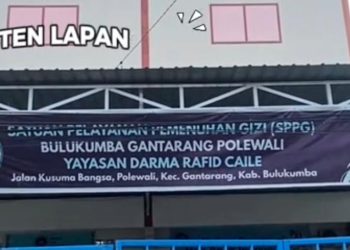 TEN LAPAN
SATUAN PELAYANAN PEMENUHAN GIZI (SPPG)
BULUKUMBA GANTARANG POLEWALI
YAYASAN DARMA RAFID CAILE
Jalan Kusuma Bangsa, Polewali, Kec. Gantarang, Kab. Bulukumba